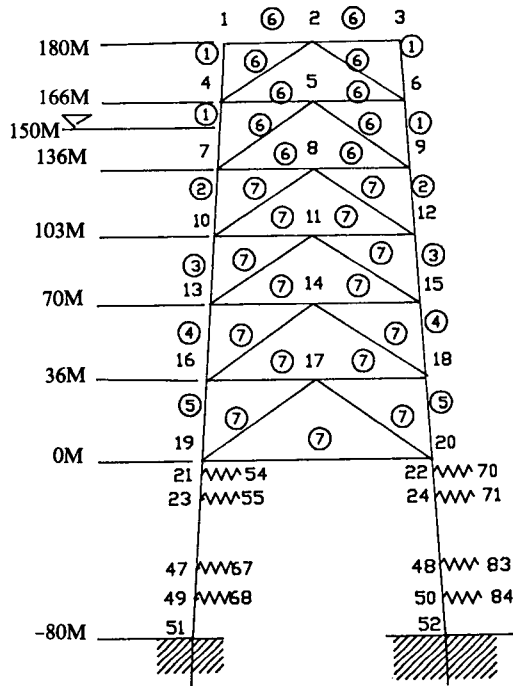 1 ⑥ 2 ⑥ 3
180M ① ⑥ ⑥ ①
4 5 6
⑥ ⑥
166M
① ⑥ ⑥ ①
150M
7 8 9
⑥ ⑥
136M
② ⑦ ⑦ ②
10 ⑦ 11 ⑦ 12
103M
③ ⑦ ⑦ ③
13 ⑦ 14 ⑦ 15
70M
④ ⑦ ⑦ ④
16 ⑦ 17 ⑦ 18
36M
⑤ ⑦ ⑦ ⑤
19 ⑦ 20
0M
21 54 22 70
23 55 24 71
47 67 48 83
49 68 50 84
-80M 51 52